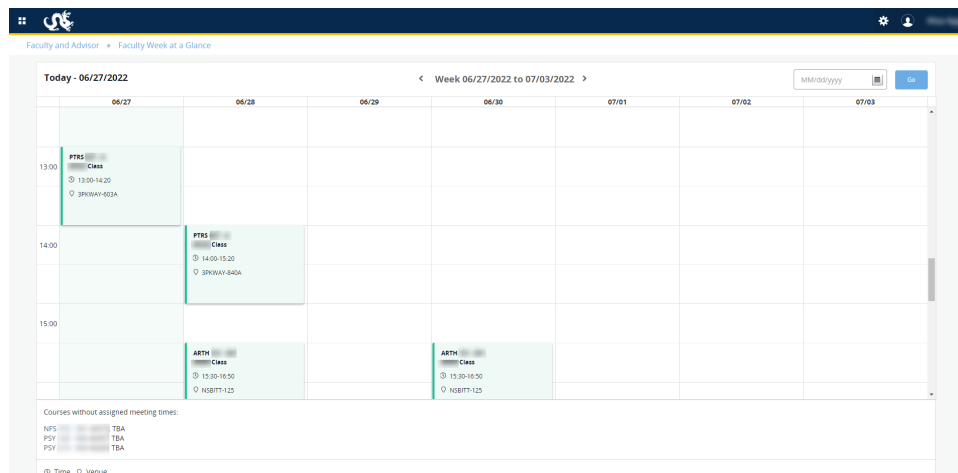 Faculty and Advisor • Faculty Week at a Glance
Today - 06/27/2022
< Week 06/27/2022 to 07/03/2022 >
MM/dd/yyyy
Go
06/27 06/28 06/29 06/30 07/01 07/02 07/03
13:00
PTRS
Class
13:00-14:20
3PKWAY-603A
14:00
PTRS
Class
14:00-15:20
3PKWAY-840A
15:00
ARTH
Class
15:30-16:50
NSBITT-125
ARTH
Class
15:30-16:50
NSBITT-125
Courses without assigned meeting times:
NFS TBA
PSY TBA
PSY TBA
Time Venue